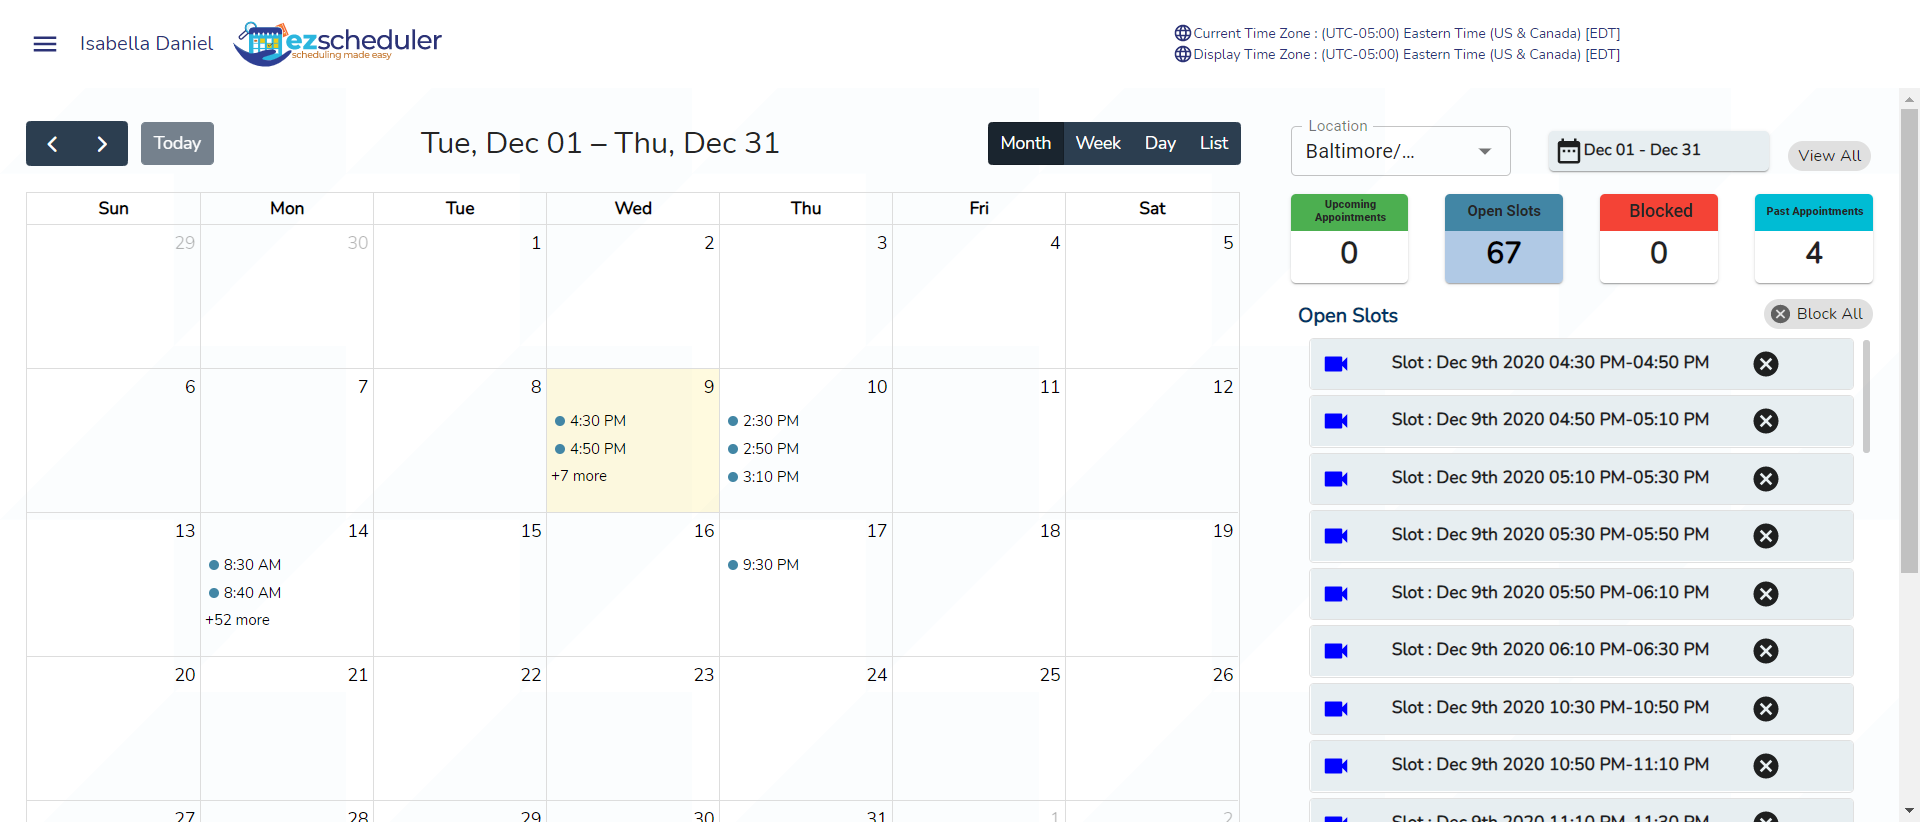 Isabella Daniel
ezscheduler
scheduling made easy
Current Time Zone : (UTC-05:00) Eastern Time (US & Canada) [EDT]
Display Time Zone : (UTC-05:00) Eastern Time (US & Canada) [EDT]
Today
Tue, Dec 01 – Thu, Dec 31
Month Week Day List
Sun Mon Tue Wed Thu Fri Sat
29 30 1 2 3 4 5
6 7 8 9 10 11 12
4:30 PM 2:30 PM
4:50 PM 2:50 PM
+7 more 3:10 PM
13 14 15 16 17 18 19
8:30 AM 9:30 PM
8:40 AM
+52 more
20 21 22 23 24 25 26
27 28 29 30 31 1 2
Location
Baltimore/...
Dec 01 - Dec 31
View All
Upcoming Appointments
0
Open Slots
67
Blocked
0
Past Appointments
4
Open Slots
Block All
Slot : Dec 9th 2020 04:30 PM-04:50 PM
Slot : Dec 9th 2020 04:50 PM-05:10 PM
Slot : Dec 9th 2020 05:10 PM-05:30 PM
Slot : Dec 9th 2020 05:30 PM-05:50 PM
Slot : Dec 9th 2020 05:50 PM-06:10 PM
Slot : Dec 9th 2020 06:10 PM-06:30 PM
Slot : Dec 9th 2020 10:30 PM-10:50 PM
Slot : Dec 9th 2020 10:50 PM-11:10 PM
Slot : Dec 9th 2020 11:10 PM-11:30 PM